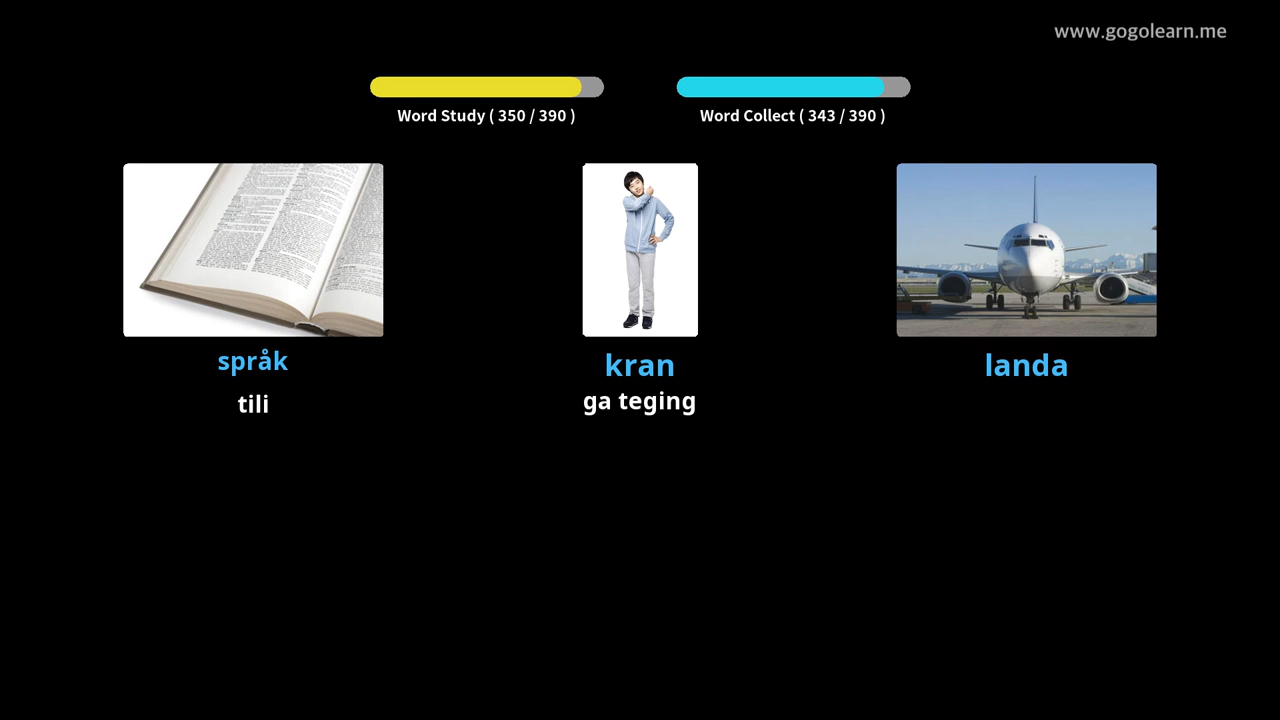 www.gogolearn.me
Word Study ( 350 / 390 )
Word Collect ( 343 / 390 )
språk
kran
landa
tili
ga teging